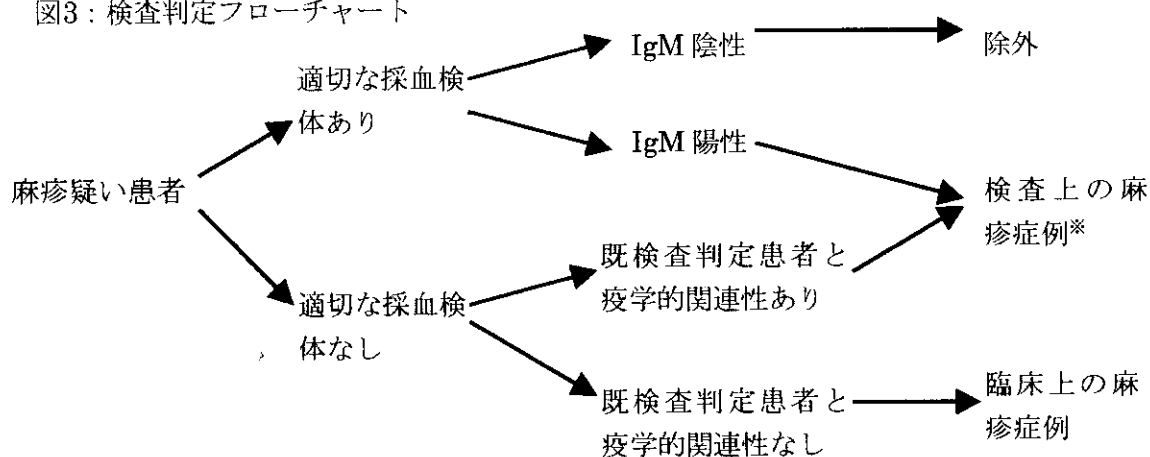 図3：検査判定フローチャート
IgM 陰性
除外
適切な採血検
体あり
IgM 陽性
麻疹疑い患者
検査上の麻
疹症例※
既検査判定患者と
疫学的関連性あり
適切な採血検
体なし
既検査判定患者と
疫学的関連性なし
臨床上の麻
疹症例